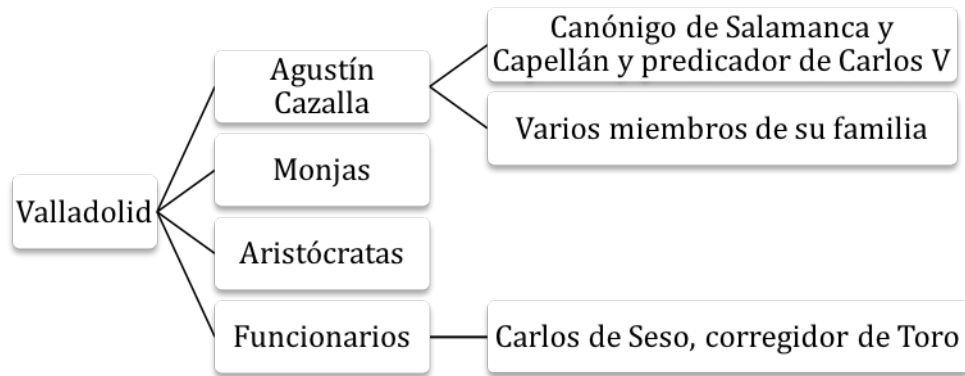 Valladolid
Agustín
Cazalla
Canónigo de Salamanca y
Capellán y predicador de Carlos V
Varios miembros de su familia
Monjas
Aristócratas
Funcionarios
Carlos de Seso, corregidor de Toro